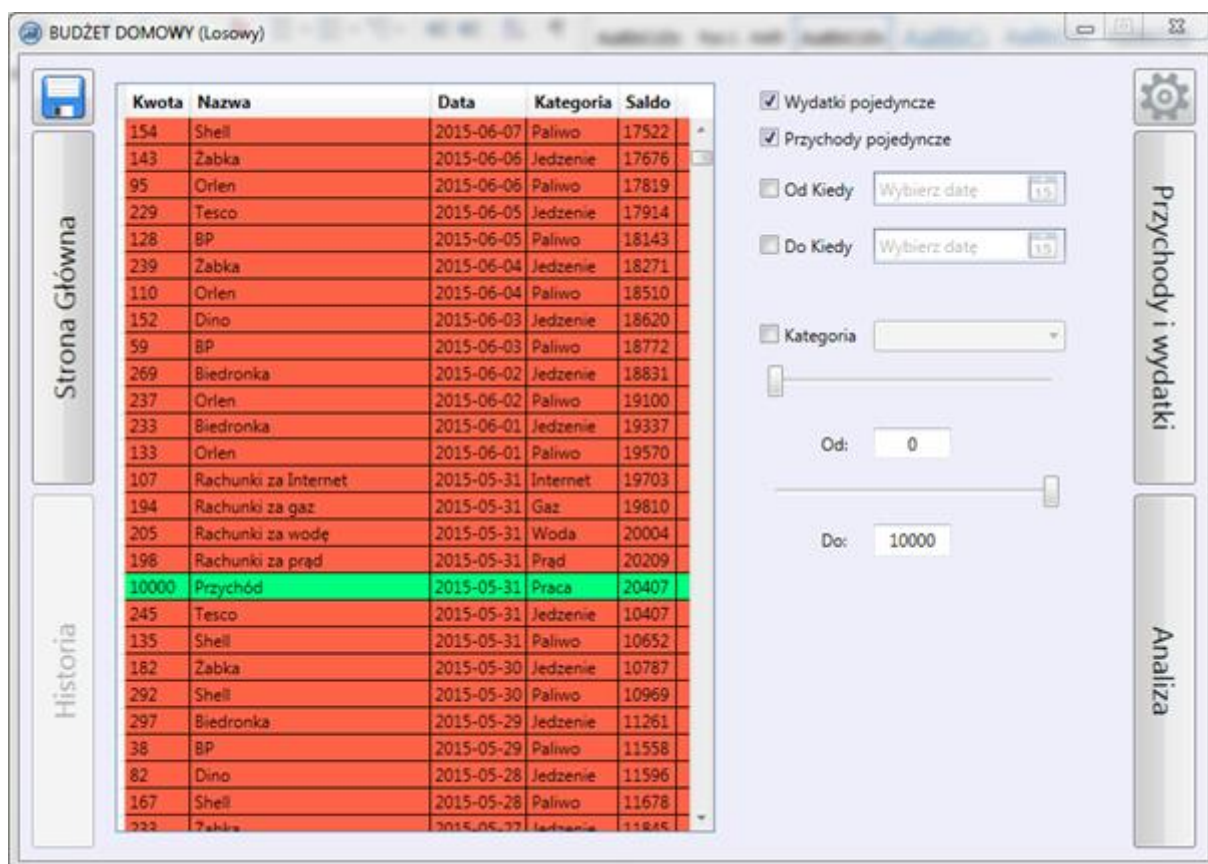 BUDŻET DOMOWY (Losowy)
Strona Główna
Historia
Kwota Nazwa Data Kategoria Saldo
154 Shell 2015-06-07 Paliwo 17522
143 Żabka 2015-06-06 Jedzenie 17676
95 Orlen 2015-06-06 Paliwo 17819
229 Tesco 2015-06-05 Jedzenie 17914
128 BP 2015-06-05 Paliwo 18143
239 Żabka 2015-06-04 Jedzenie 18271
110 Orlen 2015-06-04 Paliwo 18510
152 Dino 2015-06-03 Jedzenie 18620
59 BP 2015-06-03 Paliwo 18772
269 Biedronka 2015-06-02 Jedzenie 18831
237 Orlen 2015-06-02 Paliwo 19100
233 Biedronka 2015-06-01 Jedzenie 19337
133 Orlen 2015-06-01 Paliwo 19570
107 Rachunki za Internet 2015-05-31 Internet 19703
194 Rachunki za gaz 2015-05-31 Gaz 19810
205 Rachunki za wodę 2015-05-31 Woda 20004
198 Rachunki za prąd 2015-05-31 Prąd 20209
10000 Przychód 2015-05-31 Praca 20407
245 Tesco 2015-05-31 Jedzenie 10407
135 Shell 2015-05-31 Paliwo 10652
182 Żabka 2015-05-30 Jedzenie 10787
292 Shell 2015-05-30 Paliwo 10969
297 Biedronka 2015-05-29 Jedzenie 11261
38 BP 2015-05-29 Paliwo 11558
82 Dino 2015-05-28 Jedzenie 11596
167 Shell 2015-05-28 Paliwo 11678
233 Żabka 2015-05-27 Jedzenie 11845
Wydatki pojedyncze
Przychody pojedyncze
Od Kiedy Wybierz datę 15
Do Kiedy Wybierz datę 15
Kategoria
Od: 0
Do: 10000
Przychody i wydatki
Analiza